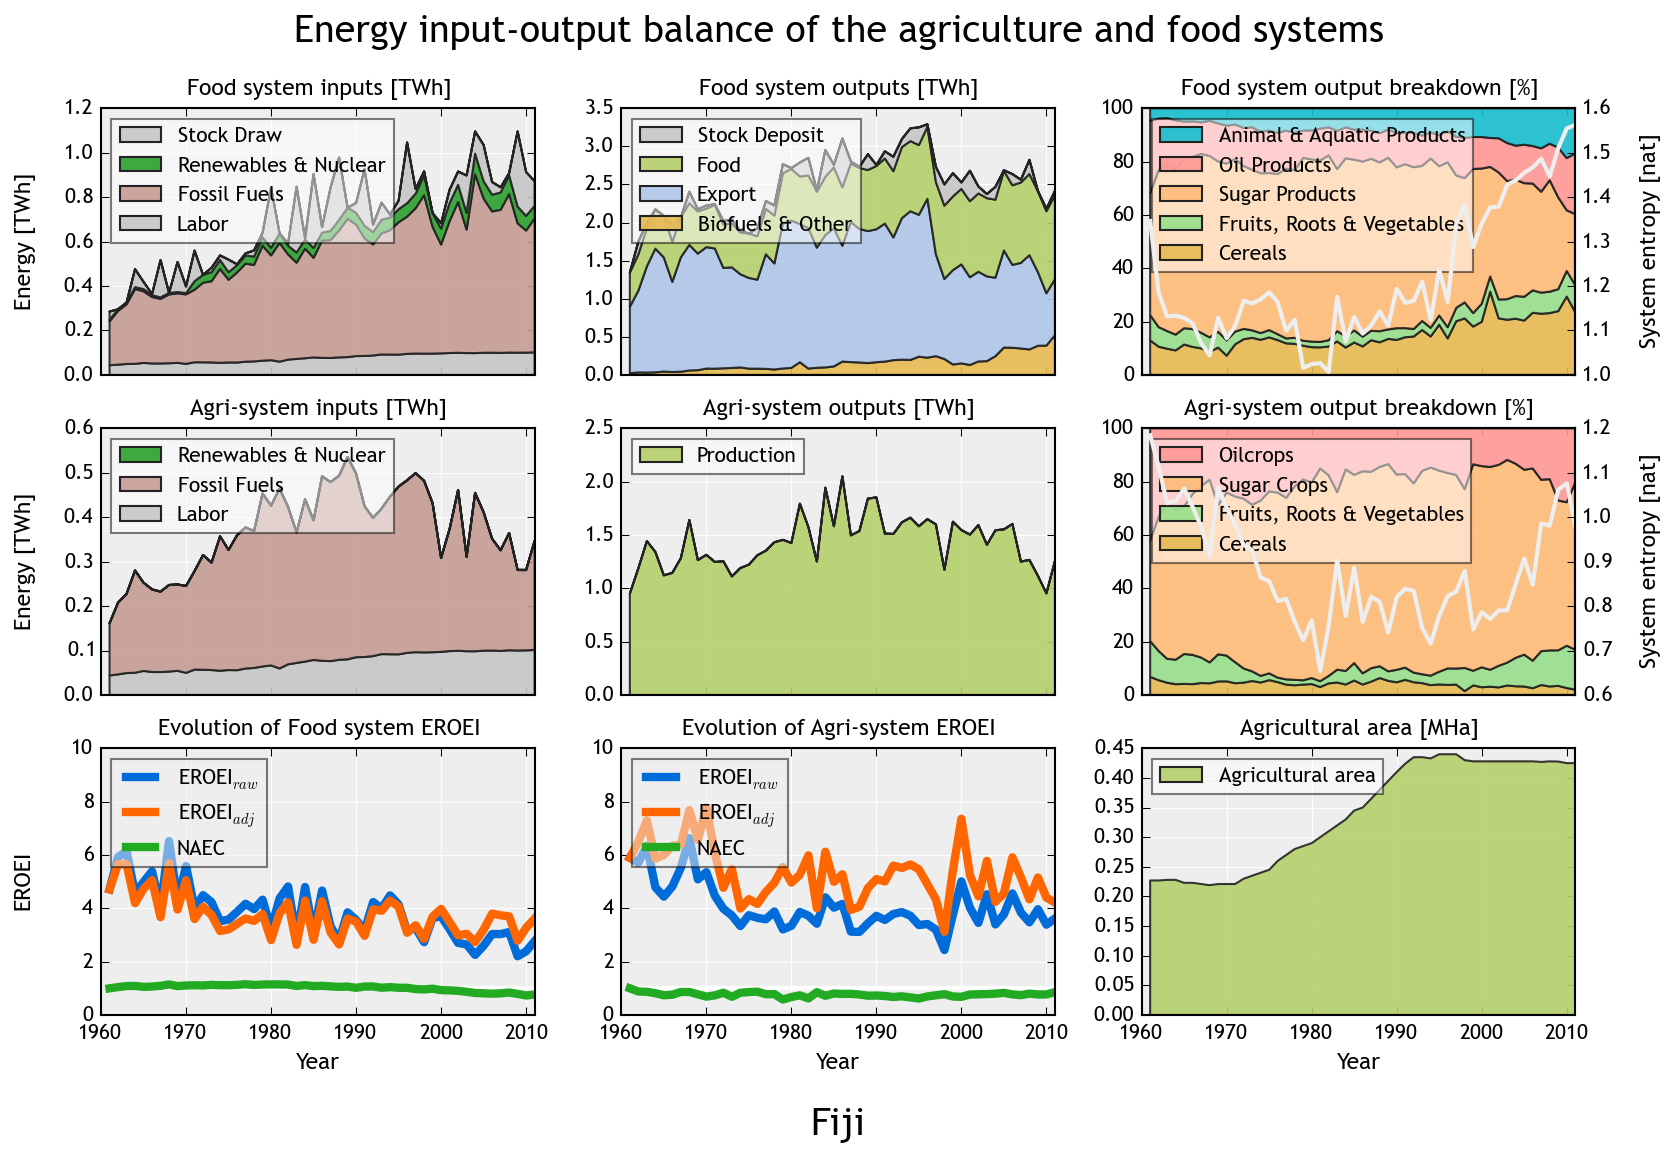 Energy input-output balance of the agriculture and food systems
Food system inputs [TWh]
Energy [TWh]
1.2
1.0
0.8
0.6
0.4
0.2
0.0
Stock Draw
Renewables & Nuclear
Fossil Fuels
Labor
Food system outputs [TWh]
3.5
3.0
2.5
2.0
1.5
1.0
0.5
0.0
Stock Deposit
Food
Export
Biofuels & Other
Food system output breakdown [%]
100
80
60
40
20
0
Animal & Aquatic Products
Oil Products
Sugar Products
Fruits, Roots & Vegetables
Cereals
1.6
1.5
1.4
1.3
1.2
1.1
1.0
System entropy [nat]
Agri-system inputs [TWh]
Energy [TWh]
0.6
0.5
0.4
0.3
0.2
0.1
0.0
Renewables & Nuclear
Fossil Fuels
Labor
Agri-system outputs [TWh]
2.5
2.0
1.5
1.0
0.5
0.0
Production
Agri-system output breakdown [%]
100
80
60
40
20
0
Oilcrops
Sugar Crops
Fruits, Roots & Vegetables
Cereals
1.2
1.1
1.0
0.9
0.8
0.7
0.6
System entropy [nat]
Evolution of Food system EROEI
EROEI
10
8
6
4
2
0
EROEI raw
EROEI adj
NAEC
1960 1970 1980 1990 2000 2010
Year
Evolution of Agri-system EROEI
10
8
6
4
2
0
EROEI raw
EROEI adj
NAEC
1960 1970 1980 1990 2000 2010
Year
Agricultural area [MHa]
0.45
0.40
0.35
0.30
0.25
0.20
0.15
0.10
0.05
0.00
Agricultural area
1960 1970 1980 1990 2000 2010
Year
Fiji